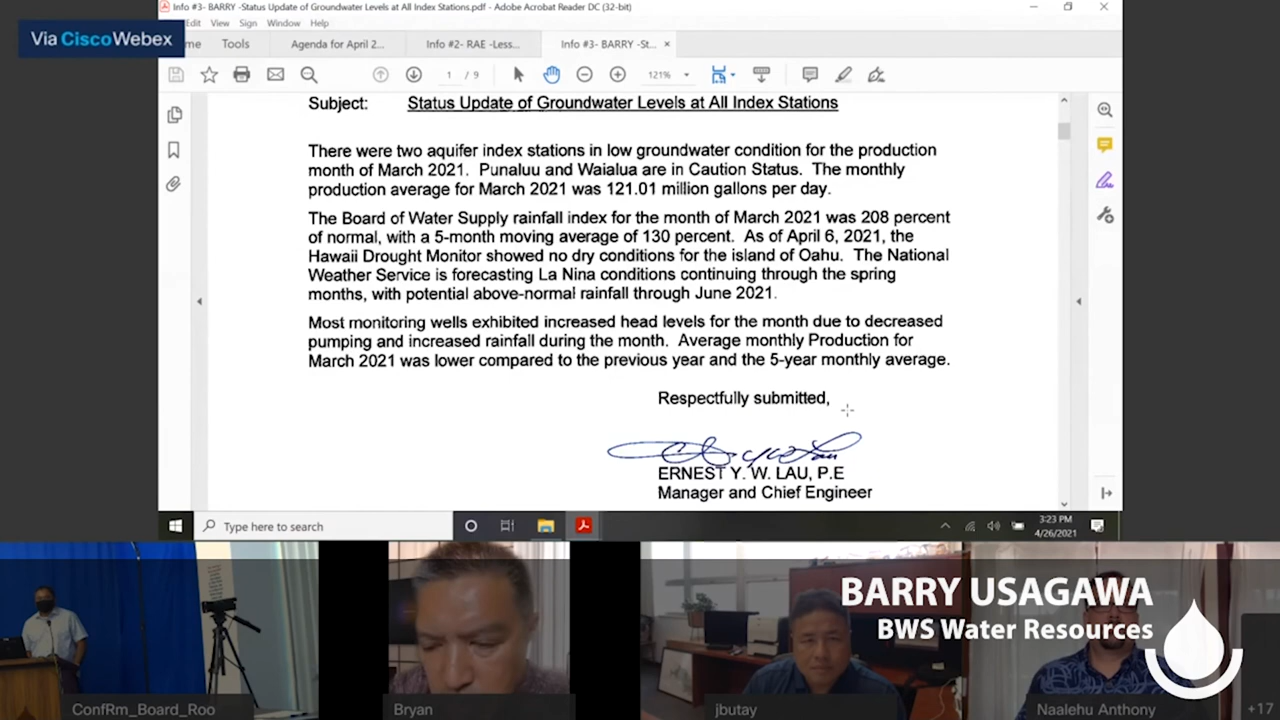 Info #3- BARRY -Status Update of Groundwater Levels at All Index Stations.pdf - Adobe Acrobat Reader DC (32-bit)
Via CiscoWebex
Edit View Sign Window Help
me Tools Agenda for April 2... Info #2- RAE -Less... Info #3- BARRY -St... ×
1 / 9 121%
Subject: Status Update of Groundwater Levels at All Index Stations
There were two aquifer index stations in low groundwater condition for the production
month of March 2021. Punaluu and Waialua are in Caution Status. The monthly
production average for March 2021 was 121.01 million gallons per day.
The Board of Water Supply rainfall index for the month of March 2021 was 208 percent
of normal, with a 5-month moving average of 130 percent. As of April 6, 2021, the
Hawaii Drought Monitor showed no dry conditions for the island of Oahu. The National
Weather Service is forecasting La Nina conditions continuing through the spring
months, with potential above-normal rainfall through June 2021.
Most monitoring wells exhibited increased head levels for the month due to decreased
pumping and increased rainfall during the month. Average monthly Production for
March 2021 was lower compared to the previous year and the 5-year monthly average.
Respectfully submitted,
ERNEST Y. W. LAU, P.E
Manager and Chief Engineer
Type here to search
3:23 PM
4/26/2021
BARRY USAGAWA
BWS Water Resources
ConfRm_Board_Roo Bryan jbutay Naalehu Anthony +17